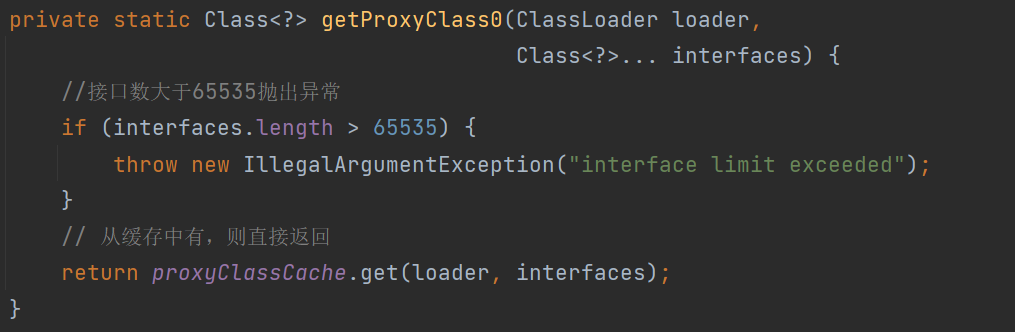 private static Class<?> getProxyClass0(ClassLoader loader,
Class<?>... interfaces) {
//接口数大于65535抛出异常
if (interfaces.length > 65535) {
throw new IllegalArgumentException("interface limit exceeded");
}
// 从缓存中有，则直接返回
return proxyClassCache.get(loader, interfaces);
}